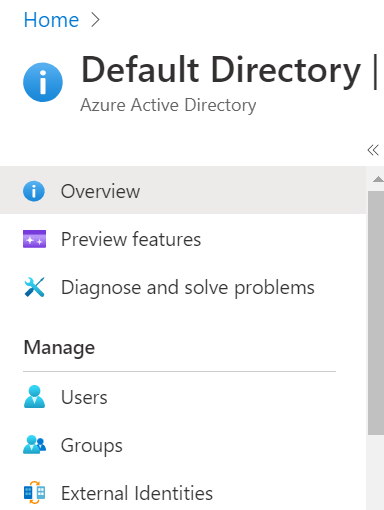 Home >
Default Directory |
Azure Active Directory
«
Overview
Preview features
Diagnose and solve problems
Manage
Users
Groups
External Identities